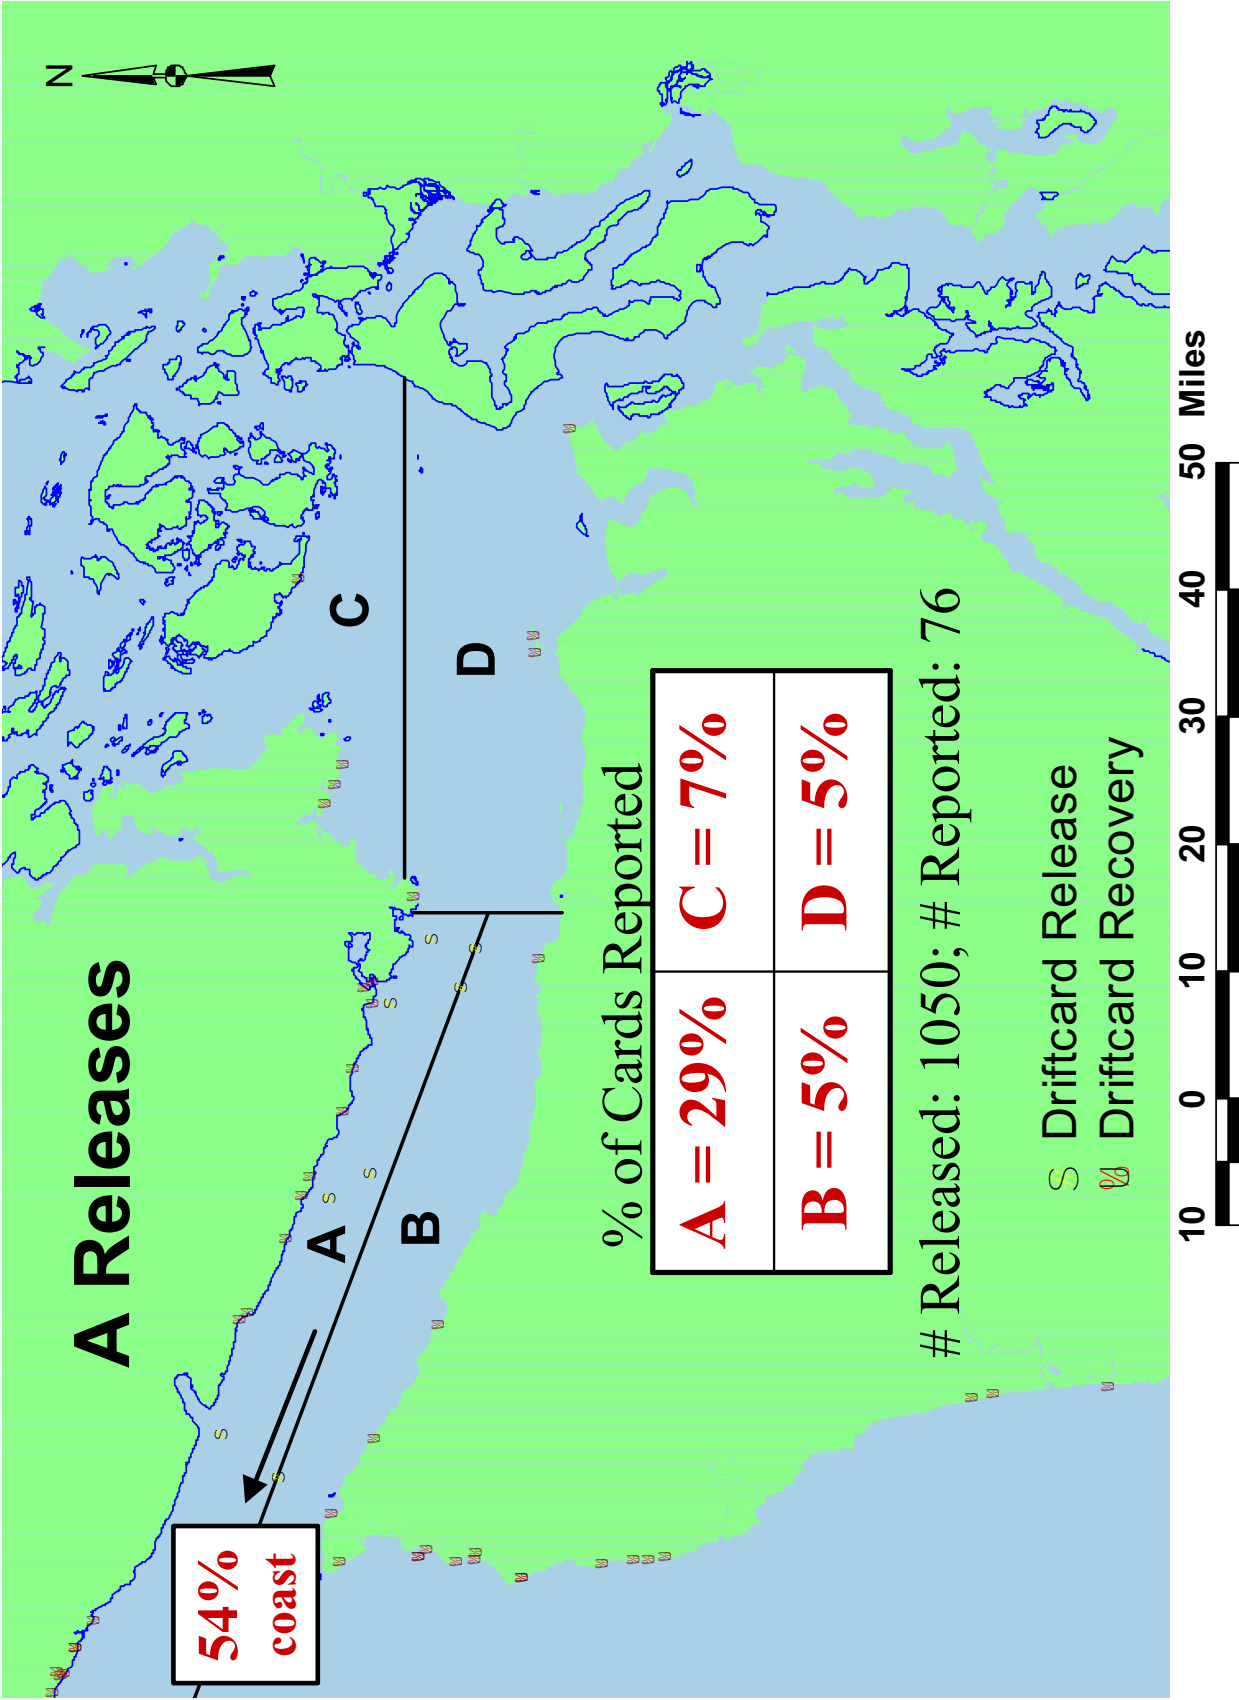 A Releases
N
54%
coast
A
B
C
D
% of Cards Reported
A = 29% C = 7%
B = 5% D = 5%
# Released: 1050; # Reported: 76
S Driftcard Release
% Driftcard Recovery
10 0 10 20 30 40 50 Miles